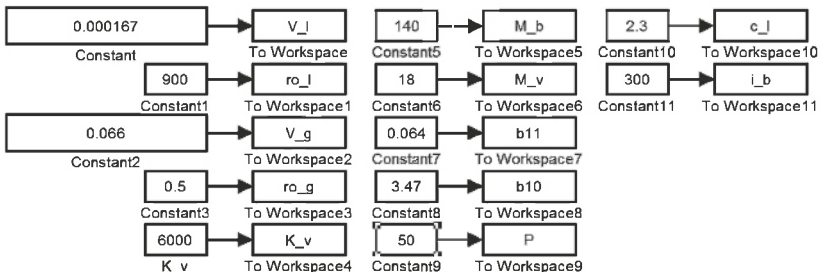 0.000167 V_l 140 M_b 2.3 c_l
Constant To Workspace Constant5 To Workspace5 Constant10 To Workspace10
900 ro_l 18 M_v 300 i_b
Constant1 To Workspace1 Constant6 To Workspace6 Constant11 To Workspace11
0.066 V_g 0.064 b11
Constant2 To Workspace2 Constant7 To Workspace7
0.5 ro_g 3.47 b10
Constant3 To Workspace3 Constant8 To Workspace8
6000 K_v 50 P
K_v To Workspace4 Constant9 To Workspace9